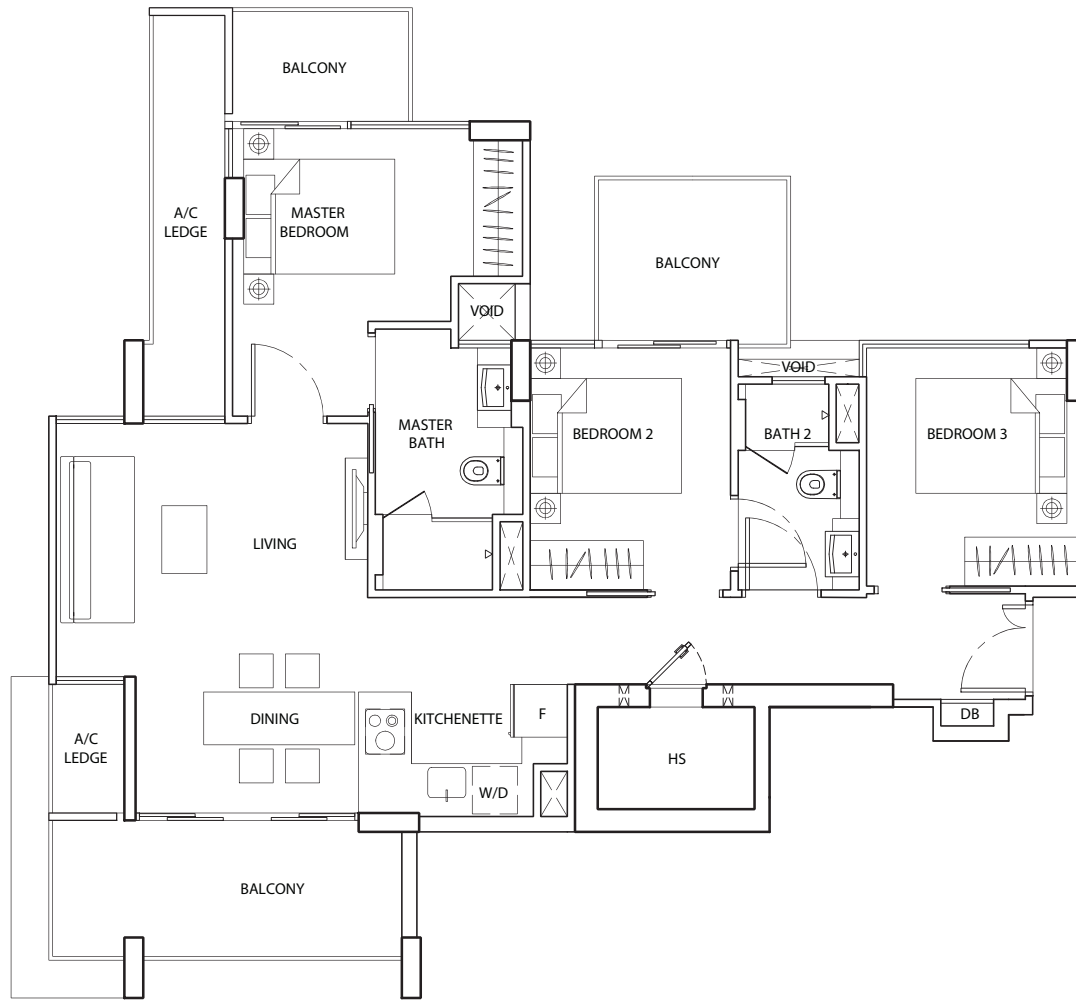 BALCONY
A/C
LEDGE
MASTER
BEDROOM
BALCONY
VOID
VOID
MASTER
BATH
BEDROOM 2
BATH 2
BEDROOM 3
LIVING
DINING
KITCHENETTE
F
DB
A/C
LEDGE
HS
W/D
BALCONY